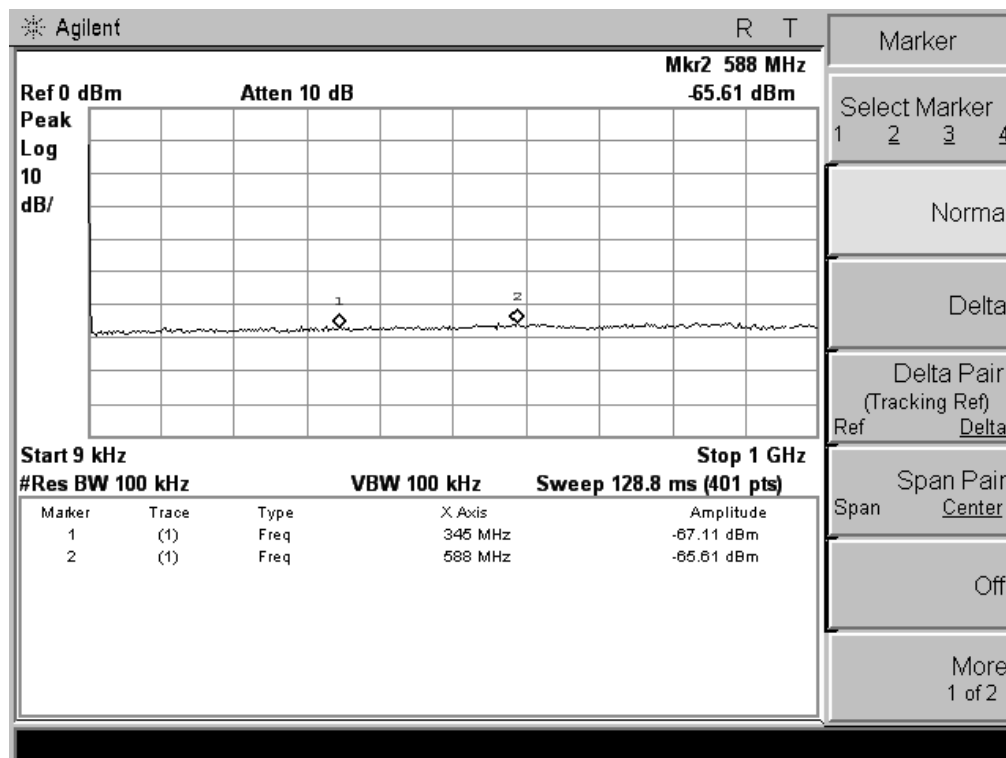 Agilent R T
Mkr2 588 MHz
Ref 0 dBm Atten 10 dB -65.61 dBm
Peak
Log
10
dB/
1
2
Start 9 kHz Stop 1 GHz
#Res BW 100 kHz VBW 100 kHz Sweep 128.8 ms (401 pts)
Marker Trace Type X Axis Amplitude
1 (1) Freq 345 MHz -67.11 dBm
2 (1) Freq 588 MHz -65.61 dBm
Marker
Select Marker
1 2 3 4
Norma
Delta
Delta Pair
(Tracking Ref)
Ref Delta
Span Pair
Span Center
Off
More
1 of 2